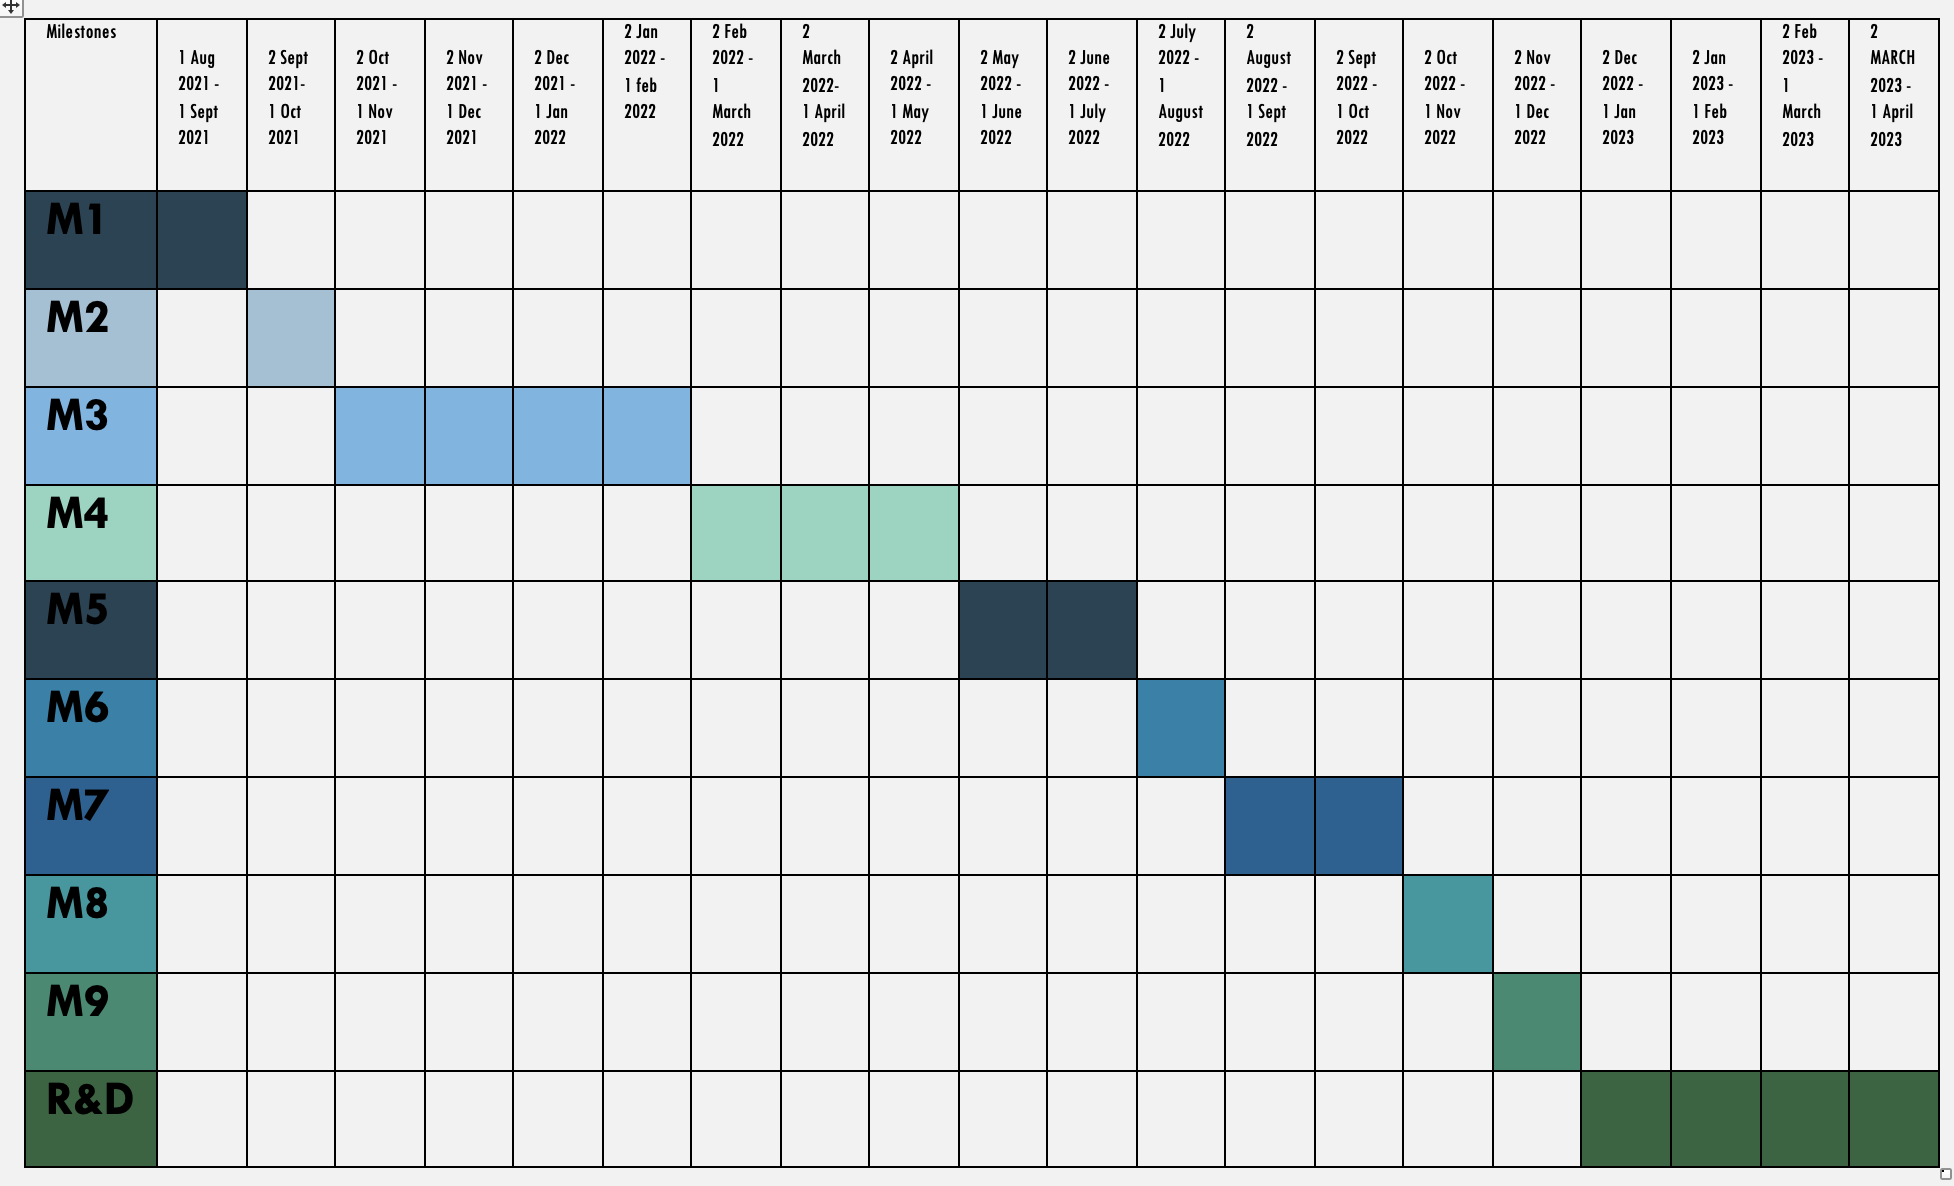 Milestones
1 Aug
2021 -
1 Sept
2021
2 Sept
2021-
1 Oct
2021
2 Oct
2021 -
1 Nov
2021
2 Nov
2021 -
1 Dec
2021
2 Dec
2021 -
1 Jan
2022
2 Jan
2022 -
1 feb
2022
2 Feb
2022 -
1
March
2022
2
March
2022-
1 April
2022
2 April
2022 -
1 May
2022
2 May
2022 -
1 June
2022
2 June
2022 -
1 July
2022
2 July
2022 -
1
August
2022
2
August
2022 -
1 Sept
2022
2 Sept
2022 -
1 Oct
2022
2 Oct
2022 -
1 Nov
2022
2 Nov
2022 -
1 Dec
2022
2 Dec
2022 -
1 Jan
2023
2 Jan
2023 -
1 Feb
2023
2 Feb
2023 -
1
March
2023
2
MARCH
2023 -
1 April
2023
M1
M2
M3
M4
M5
M6
M7
M8
M9
R&D